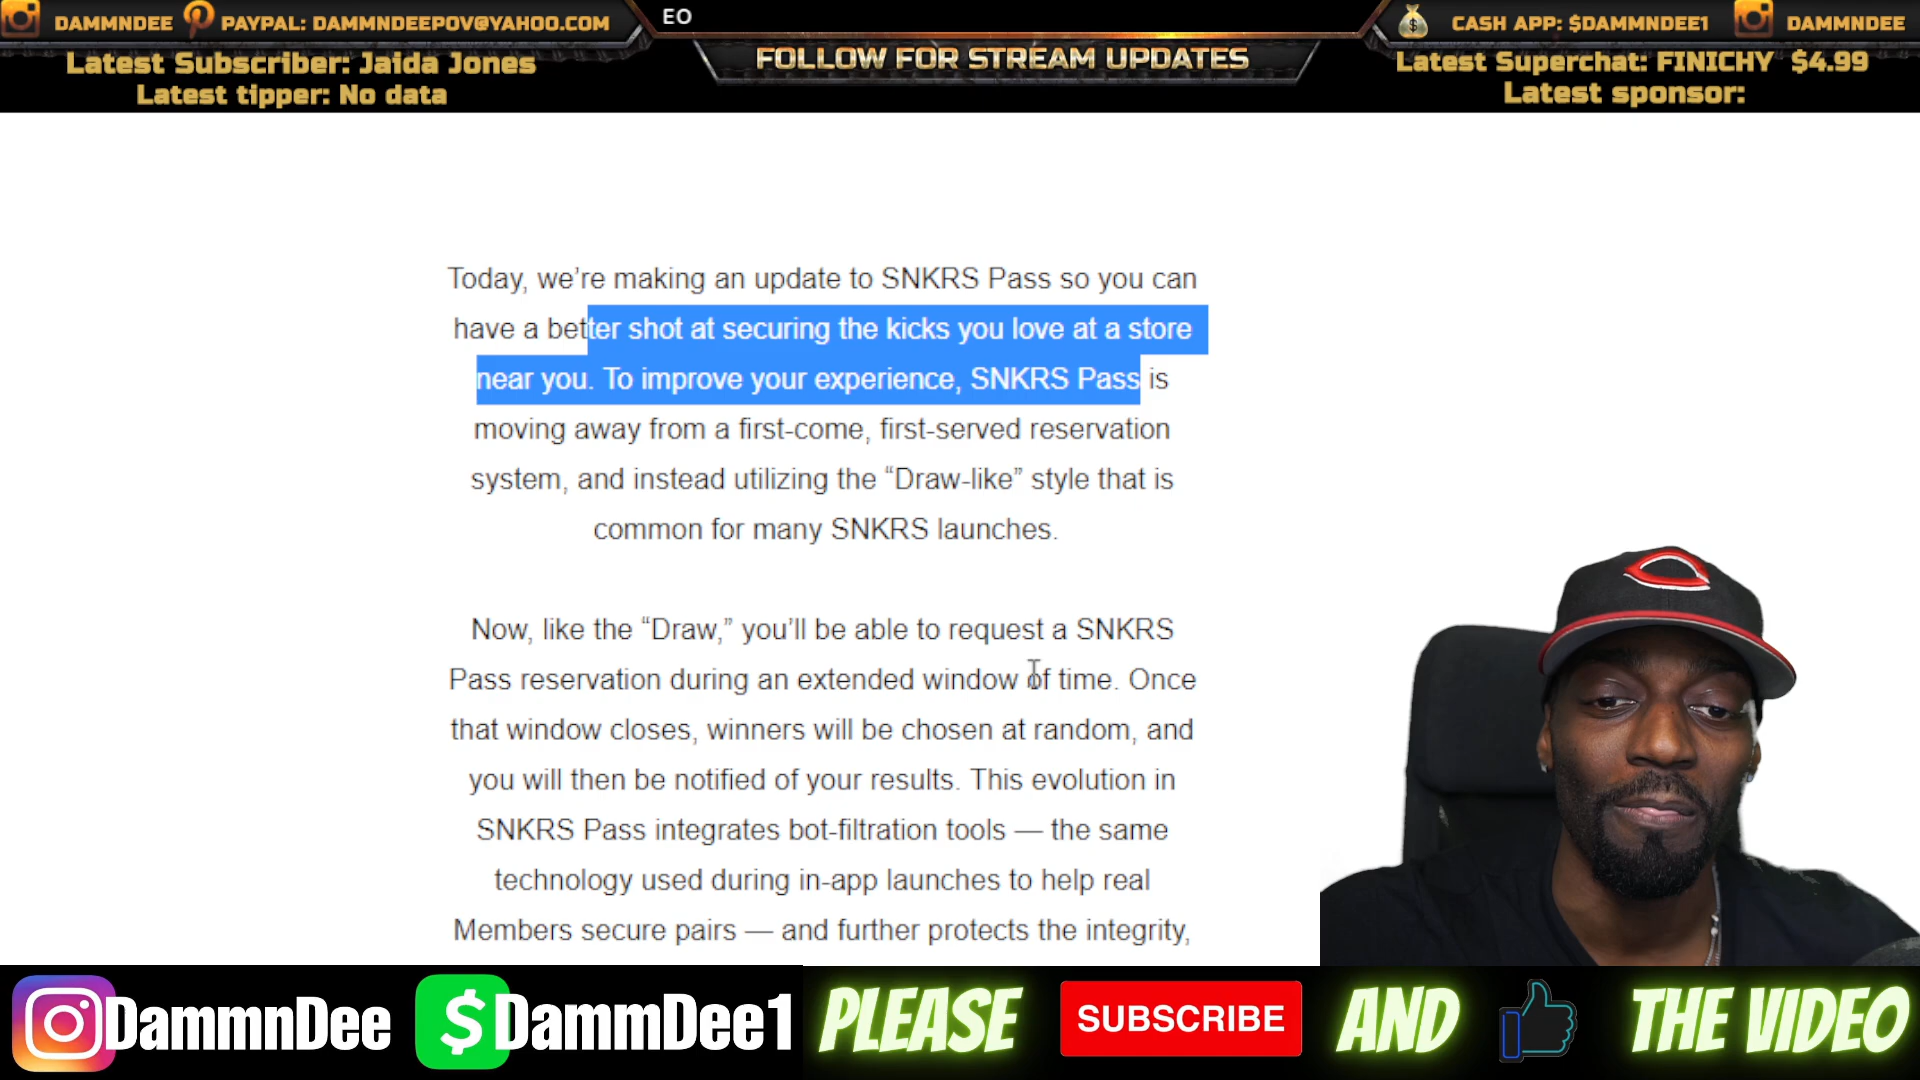 DAMMNDEE PAYPAL: DAMMNDEEPOV@YAHOO.COM
EO
CASH APP: $DAMMNDEE1 DAMMNDEE
FOLLOW FOR STREAM UPDATES
Latest Subscriber: Jaida Jones
Latest tipper: No data
Latest Superchat: FINICHY $4.99
Latest sponsor:
Today, we’re making an update to SNKRS Pass so you can
have a better shot at securing the kicks you love at a store
near you. To improve your experience, SNKRS Pass is
moving away from a first-come, first-served reservation
system, and instead utilizing the “Draw-like” style that is
common for many SNKRS launches.
Now, like the “Draw,” you’ll be able to request a SNKRS
Pass reservation during an extended window of time. Once
that window closes, winners will be chosen at random, and
you will then be notified of your results. This evolution in
SNKRS Pass integrates bot-filtration tools — the same
technology used during in-app launches to help real
Members secure pairs — and further protects the integrity,
DammnDee $ DammDee1 PLEASE SUBSCRIBE AND THE VIDEO